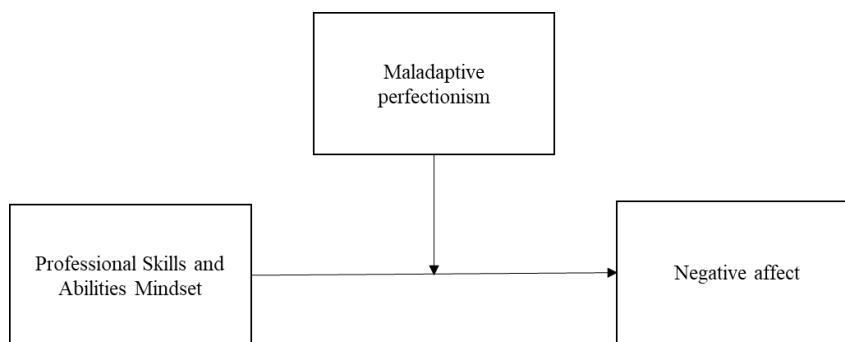 Maladaptive
perfectionism
Professional Skills and
Abilities Mindset
Negative affect